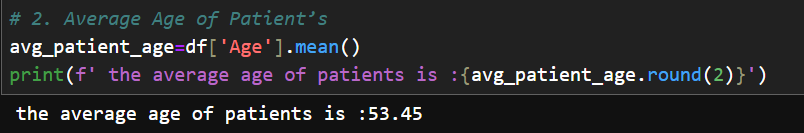 # 2. Average Age of Patient’s
avg_patient_age=df['Age'].mean()
print(f' the average age of patients is :{avg_patient_age.round(2)}')
the average age of patients is :53.45